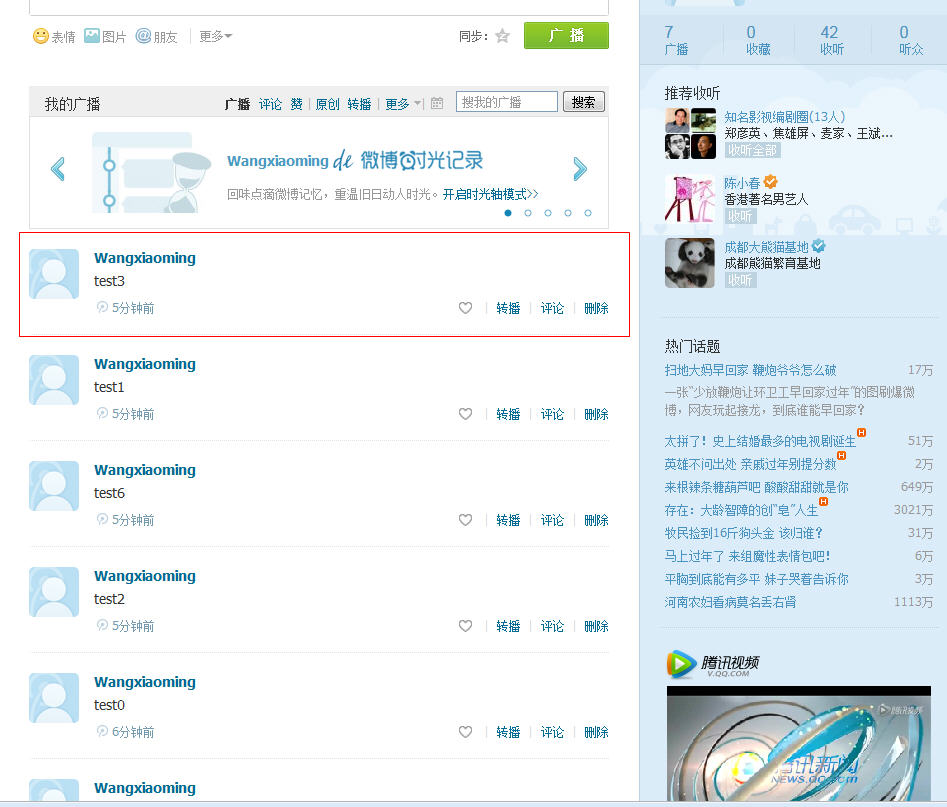 表情 图片 朋友 更多 同步: 广 播
我的广播 广播 评论 赞 | 原创 转播 | 更多 搜我的广播 搜索
Wangxiaoming de 微博时光记录
回味点滴微博记忆，重温旧日动人时光。开启时光轴模式>>
Wangxiaoming
test3
5分钟前 转播 评论 删除
Wangxiaoming
test1
5分钟前 转播 评论 删除
Wangxiaoming
test6
5分钟前 转播 评论 删除
Wangxiaoming
test2
5分钟前 转播 评论 删除
Wangxiaoming
test0
6分钟前 转播 评论 删除
Wangxiaoming
7 0 42 0
广播 收藏 收听 听众
推荐收听
知名影视编剧圈(13人)
郑彦英、焦雄屏、麦家、王斌...
收听全部
陈小春
香港著名男艺人
收听
成都大熊猫基地
成都熊猫繁育基地
收听
热门话题
扫地大妈早回家 鞭炮爷爷怎么破 17万
一张“少放鞭炮让环卫工早回家过年”的图刷爆微
博，网友玩起接龙，到底谁能早回家？
太拼了！史上结婚最多的电视剧诞生 H 51万
英雄不问出处 亲戚过年别提分数 H 2万
来根辣条糖葫芦吧 酸酸甜甜就是你 649万
存在：大龄智障的创“皂”人生 H 3021万
牧民捡到16斤狗头金 该归谁？ 31万
马上过年了 来组魔性表情包吧！ 6万
平胸到底能有多平 妹子哭着告诉你 3万
河南农妇看病莫名丢右肾 1113万
腾讯视频
V.QQ.COM
腾讯视频
腾讯新闻
NEWS.QQ.COM